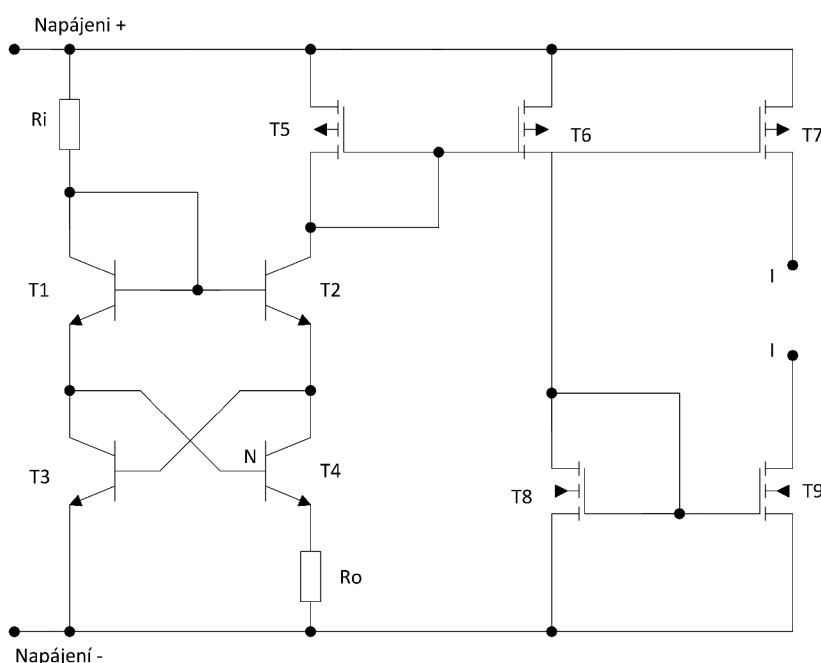 Napájeni +
Ri
T5
T6
T7
T1
T2
I
I
T3
N
T4
T8
T9
Ro
Napájení -